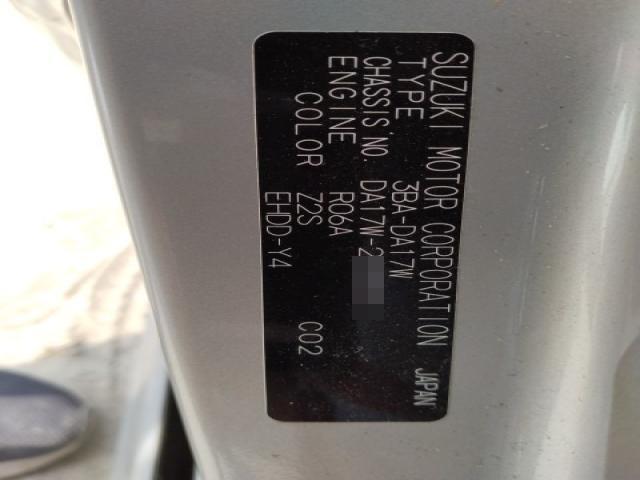 SUZUKI MOTOR CORPORATION JAPAN
TYPE 3BA-DA17W
CHASSIS NO. DA17W-2
ENGINE R06A
COLOR Z2S C02
EHDD-Y4